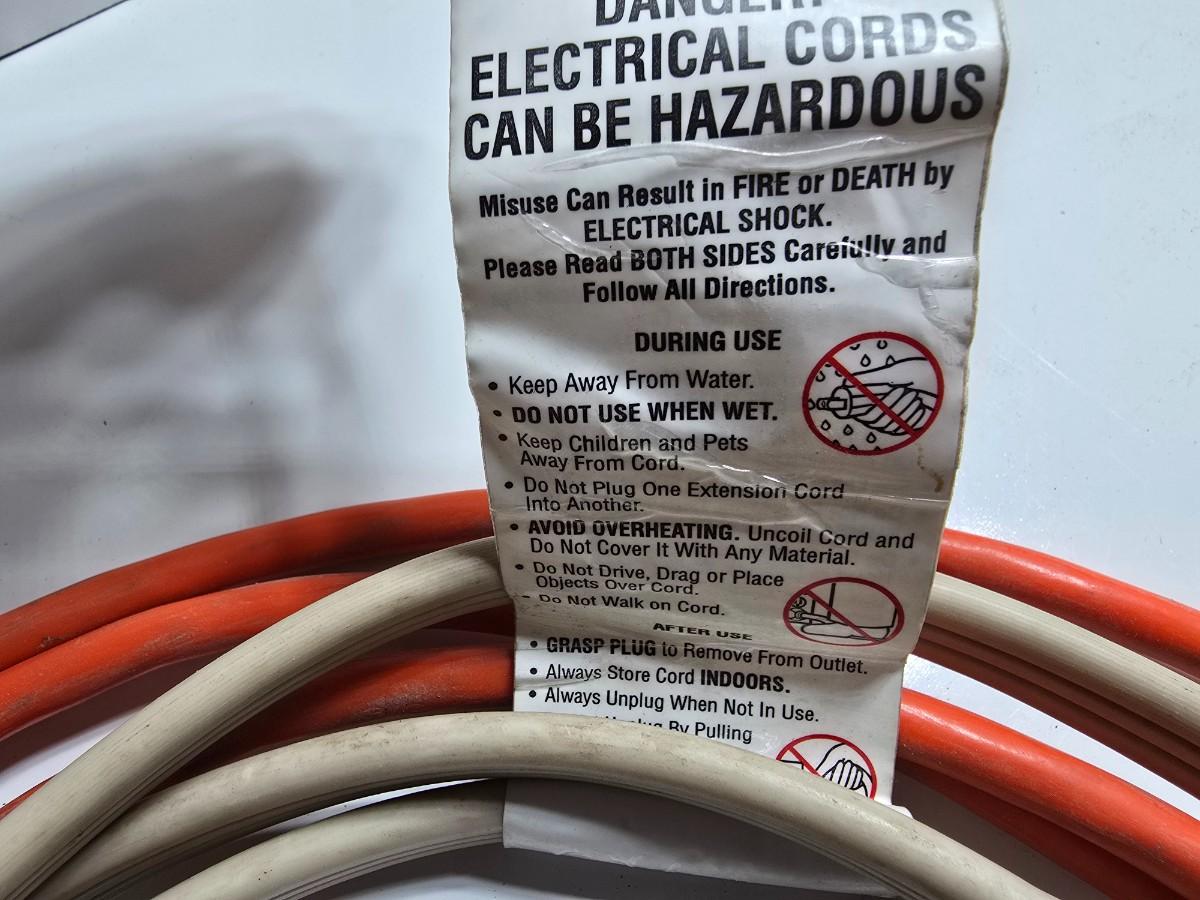 DANGER!
ELECTRICAL CORDS
CAN BE HAZARDOUS
Misuse Can Result in FIRE or DEATH by
ELECTRICAL SHOCK.
Please Read BOTH SIDES Carefully and
Follow All Directions.
DURING USE
• Keep Away From Water.
• DO NOT USE WHEN WET.
• Keep Children and Pets
Away From Cord.
• Do Not Plug One Extension Cord
Into Another.
• AVOID OVERHEATING. Uncoil Cord and
Do Not Cover It With Any Material.
• Do Not Drive, Drag or Place
Objects Over Cord.
• Do Not Walk on Cord.
AFTER USE
• GRASP PLUG to Remove From Outlet.
• Always Store Cord INDOORS.
• Always Unplug When Not In Use.
Unplug By Pulling